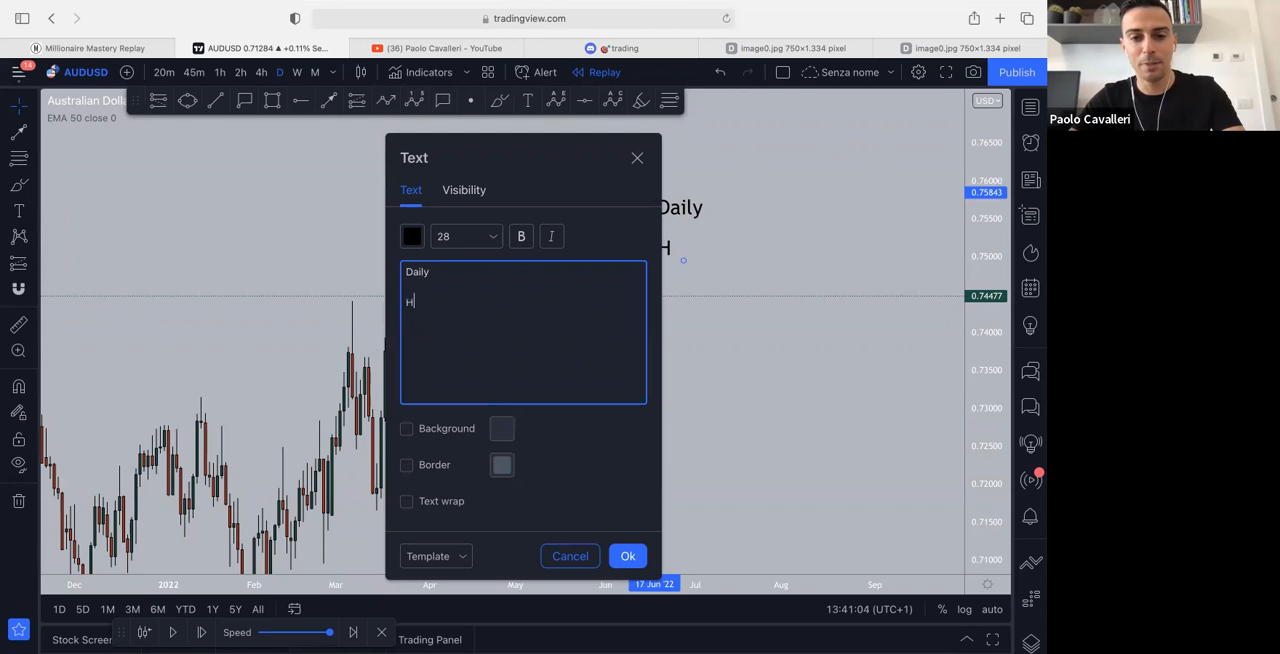 tradingview.com
Millionaire Mastery Replay
AUDUSD 0.71284 ▲ +0.11% Se...
(36) Paolo Cavalleri - YouTube
trading
image0.jpg 750×1.334 pixel
image0.jpg 750×1.334 pixel
14
AUDUSD
20m 45m 1h 2h 4h D W M
Indicators
Alert
Replay
Senza nome
Publish
Paolo Cavalleri
Australian Dolla
EMA 50 close 0
USD
Text
Text Visibility
28
B I
Daily
H
Daily
H
Background
Border
Text wrap
Template
Cancel
Ok
0.76500
0.76000
0.75843
0.75500
0.75000
0.74477
0.74000
0.73500
0.73000
0.72500
0.72000
0.71500
0.71000
Dec 2022 Feb Mar Apr May Jun 17 Jun '22 Jul Aug Sep
1D 5D 1M 3M 6M YTD 1Y 5Y All
13:41:04 (UTC+1) % log auto
Speed
Stock Screen
Trading Panel